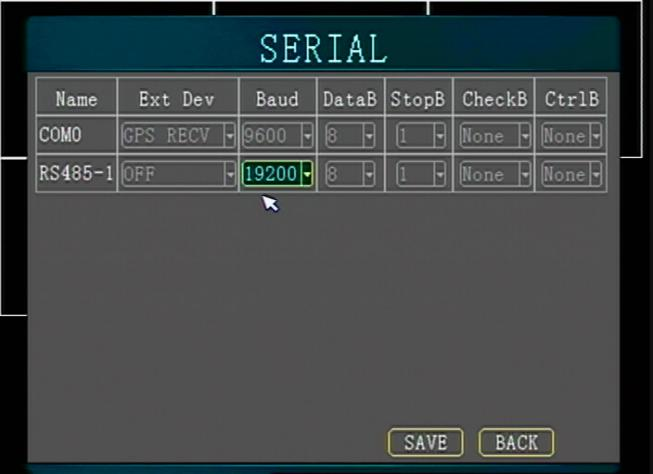 SERIAL
Name Ext Dev Baud DataB StopB CheckB CtrlB
COM0 GPS RECV 9600 8 1 None None
RS485-1 OFF 19200 8 1 None None
SAVE BACK